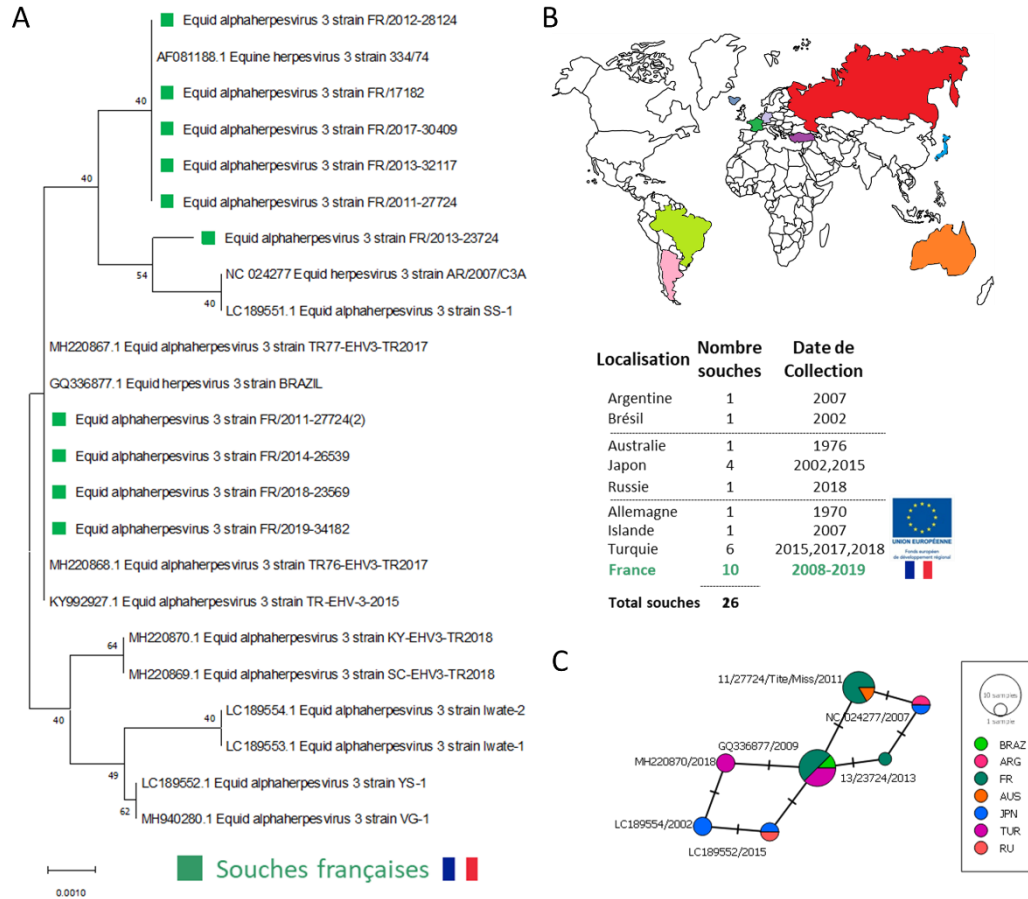 A
Equid alphaherpesvirus 3 strain FR/2012-28124
AF081188.1 Equine herpesvirus 3 strain 334/74
40
Equid alphaherpesvirus 3 strain FR/17182
Equid alphaherpesvirus 3 strain FR/2017-30409
Equid alphaherpesvirus 3 strain FR/2013-32117
40
Equid alphaherpesvirus 3 strain FR/2011-27724
Equid alphaherpesvirus 3 strain FR/2013-23724
54
NC 024277 Equid herpesvirus 3 strain AR/2007/C3A
40
LC189551.1 Equid alphaherpesvirus 3 strain SS-1
MH220867.1 Equid alphaherpesvirus 3 strain TR77-EHV3-TR2017
GQ336877.1 Equid herpesvirus 3 strain BRAZIL
Equid alphaherpesvirus 3 strain FR/2011-27724(2)
Equid alphaherpesvirus 3 strain FR/2014-26539
Equid alphaherpesvirus 3 strain FR/2018-23569
Equid alphaherpesvirus 3 strain FR/2019-34182
MH220868.1 Equid alphaherpesvirus 3 strain TR76-EHV3-TR2017
KY992927.1 Equid alphaherpesvirus 3 strain TR-EHV-3-2015
MH220870.1 Equid alphaherpesvirus 3 strain KY-EHV3-TR2018
64
MH220869.1 Equid alphaherpesvirus 3 strain SC-EHV3-TR2018
40
LC189554.1 Equid alphaherpesvirus 3 strain Iwate-2
40
LC189553.1 Equid alphaherpesvirus 3 strain Iwate-1
49
LC189552.1 Equid alphaherpesvirus 3 strain YS-1
62
MH940280.1 Equid alphaherpesvirus 3 strain VG-1
0.0010
Souches françaises
B
Localisation Nombre souches Date de Collection
Argentine 1 2007
Brésil 1 2002
Australie 1 1976
Japon 4 2002,2015
Russie 1 2018
Allemagne 1 1970
Islande 1 2007
Turquie 6 2015,2017,2018
France 10 2008-2019
Total souches 26
UNION EUROPÉENNE
Fonds européen
de développement régional
C
11/27724/Tite/Miss/2011
NC 024277/2007
GQ336877/2009
MH220870/2018
13/23724/2013
LC189554/2002
LC189552/2015
10 samples
1 sample
BRAZ
ARG
FR
AUS
JPN
TUR
RU